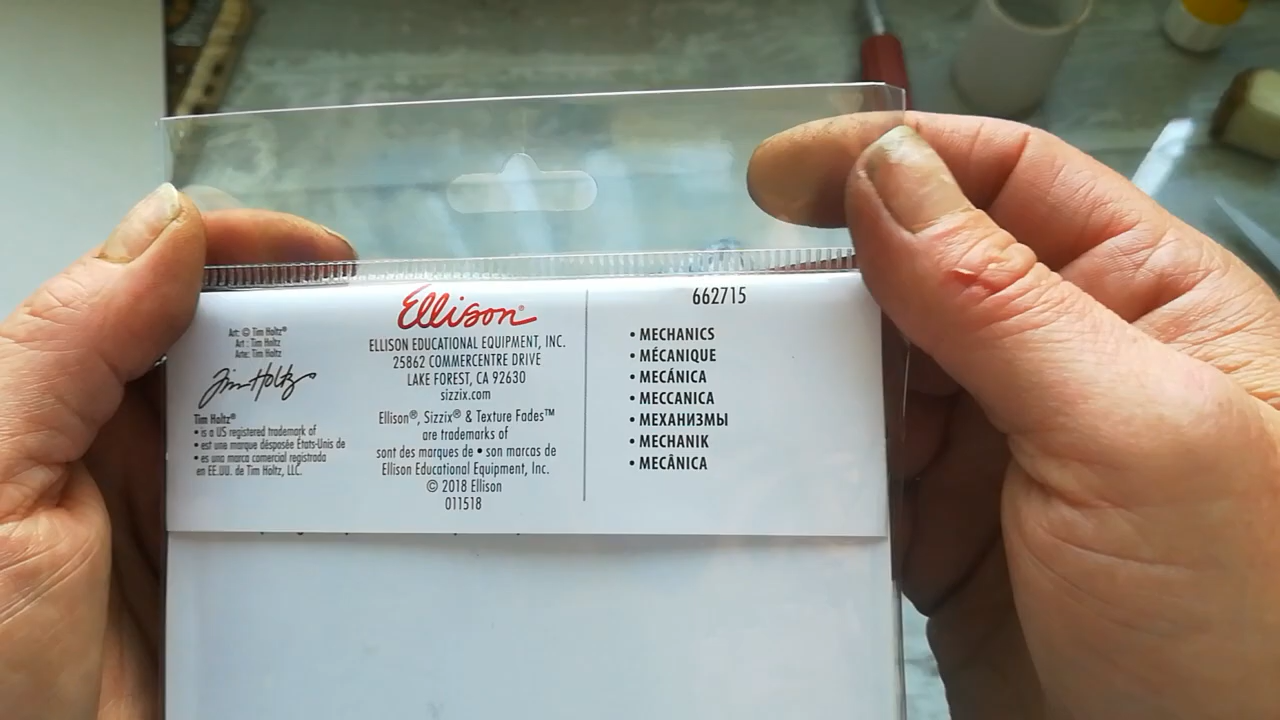 Art: © Tim Holtz®
Art : Tim Holtz
Arte: Tim Holtz
Tim Holtz
Tim Holtz®
• is a US registered trademark of
• est une marque désposée États-Unis de
• es una marca comercial registrada
en EE.UU. de Tim Holtz, LLC.
Ellison®
ELLISON EDUCATIONAL EQUIPMENT, INC.
25862 COMMERCENTRE DRIVE
LAKE FOREST, CA 92630
sizzix.com
Ellison®, Sizzix® & Texture Fades™
are trademarks of
sont des marques de • son marcas de
Ellison Educational Equipment, Inc.
© 2018 Ellison
011518
662715
• MECHANICS
• MÉCANIQUE
• MECÁNICA
• MECCANICA
• МЕХАНИЗМЫ
• MECHANIK
• MECÂNICA